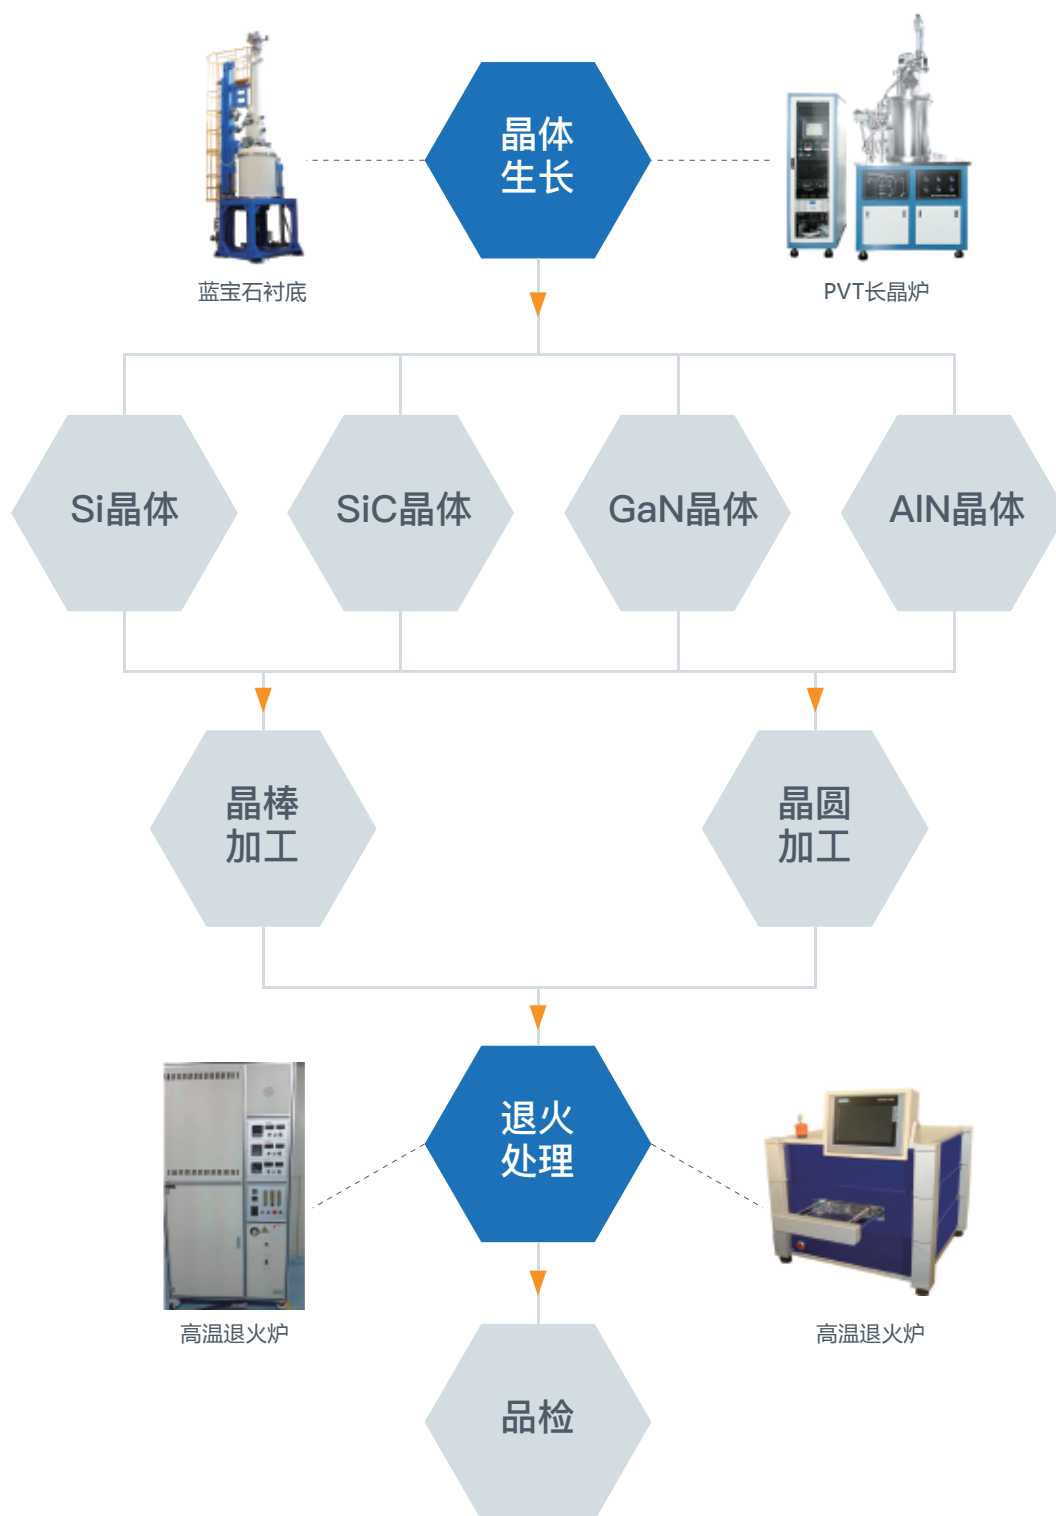 晶体
生长
蓝宝石衬底
PVT长晶炉
Si晶体
SiC晶体
GaN晶体
AlN晶体
晶棒
加工
晶圆
加工
退火
处理
高温退火炉
高温退火炉
品检